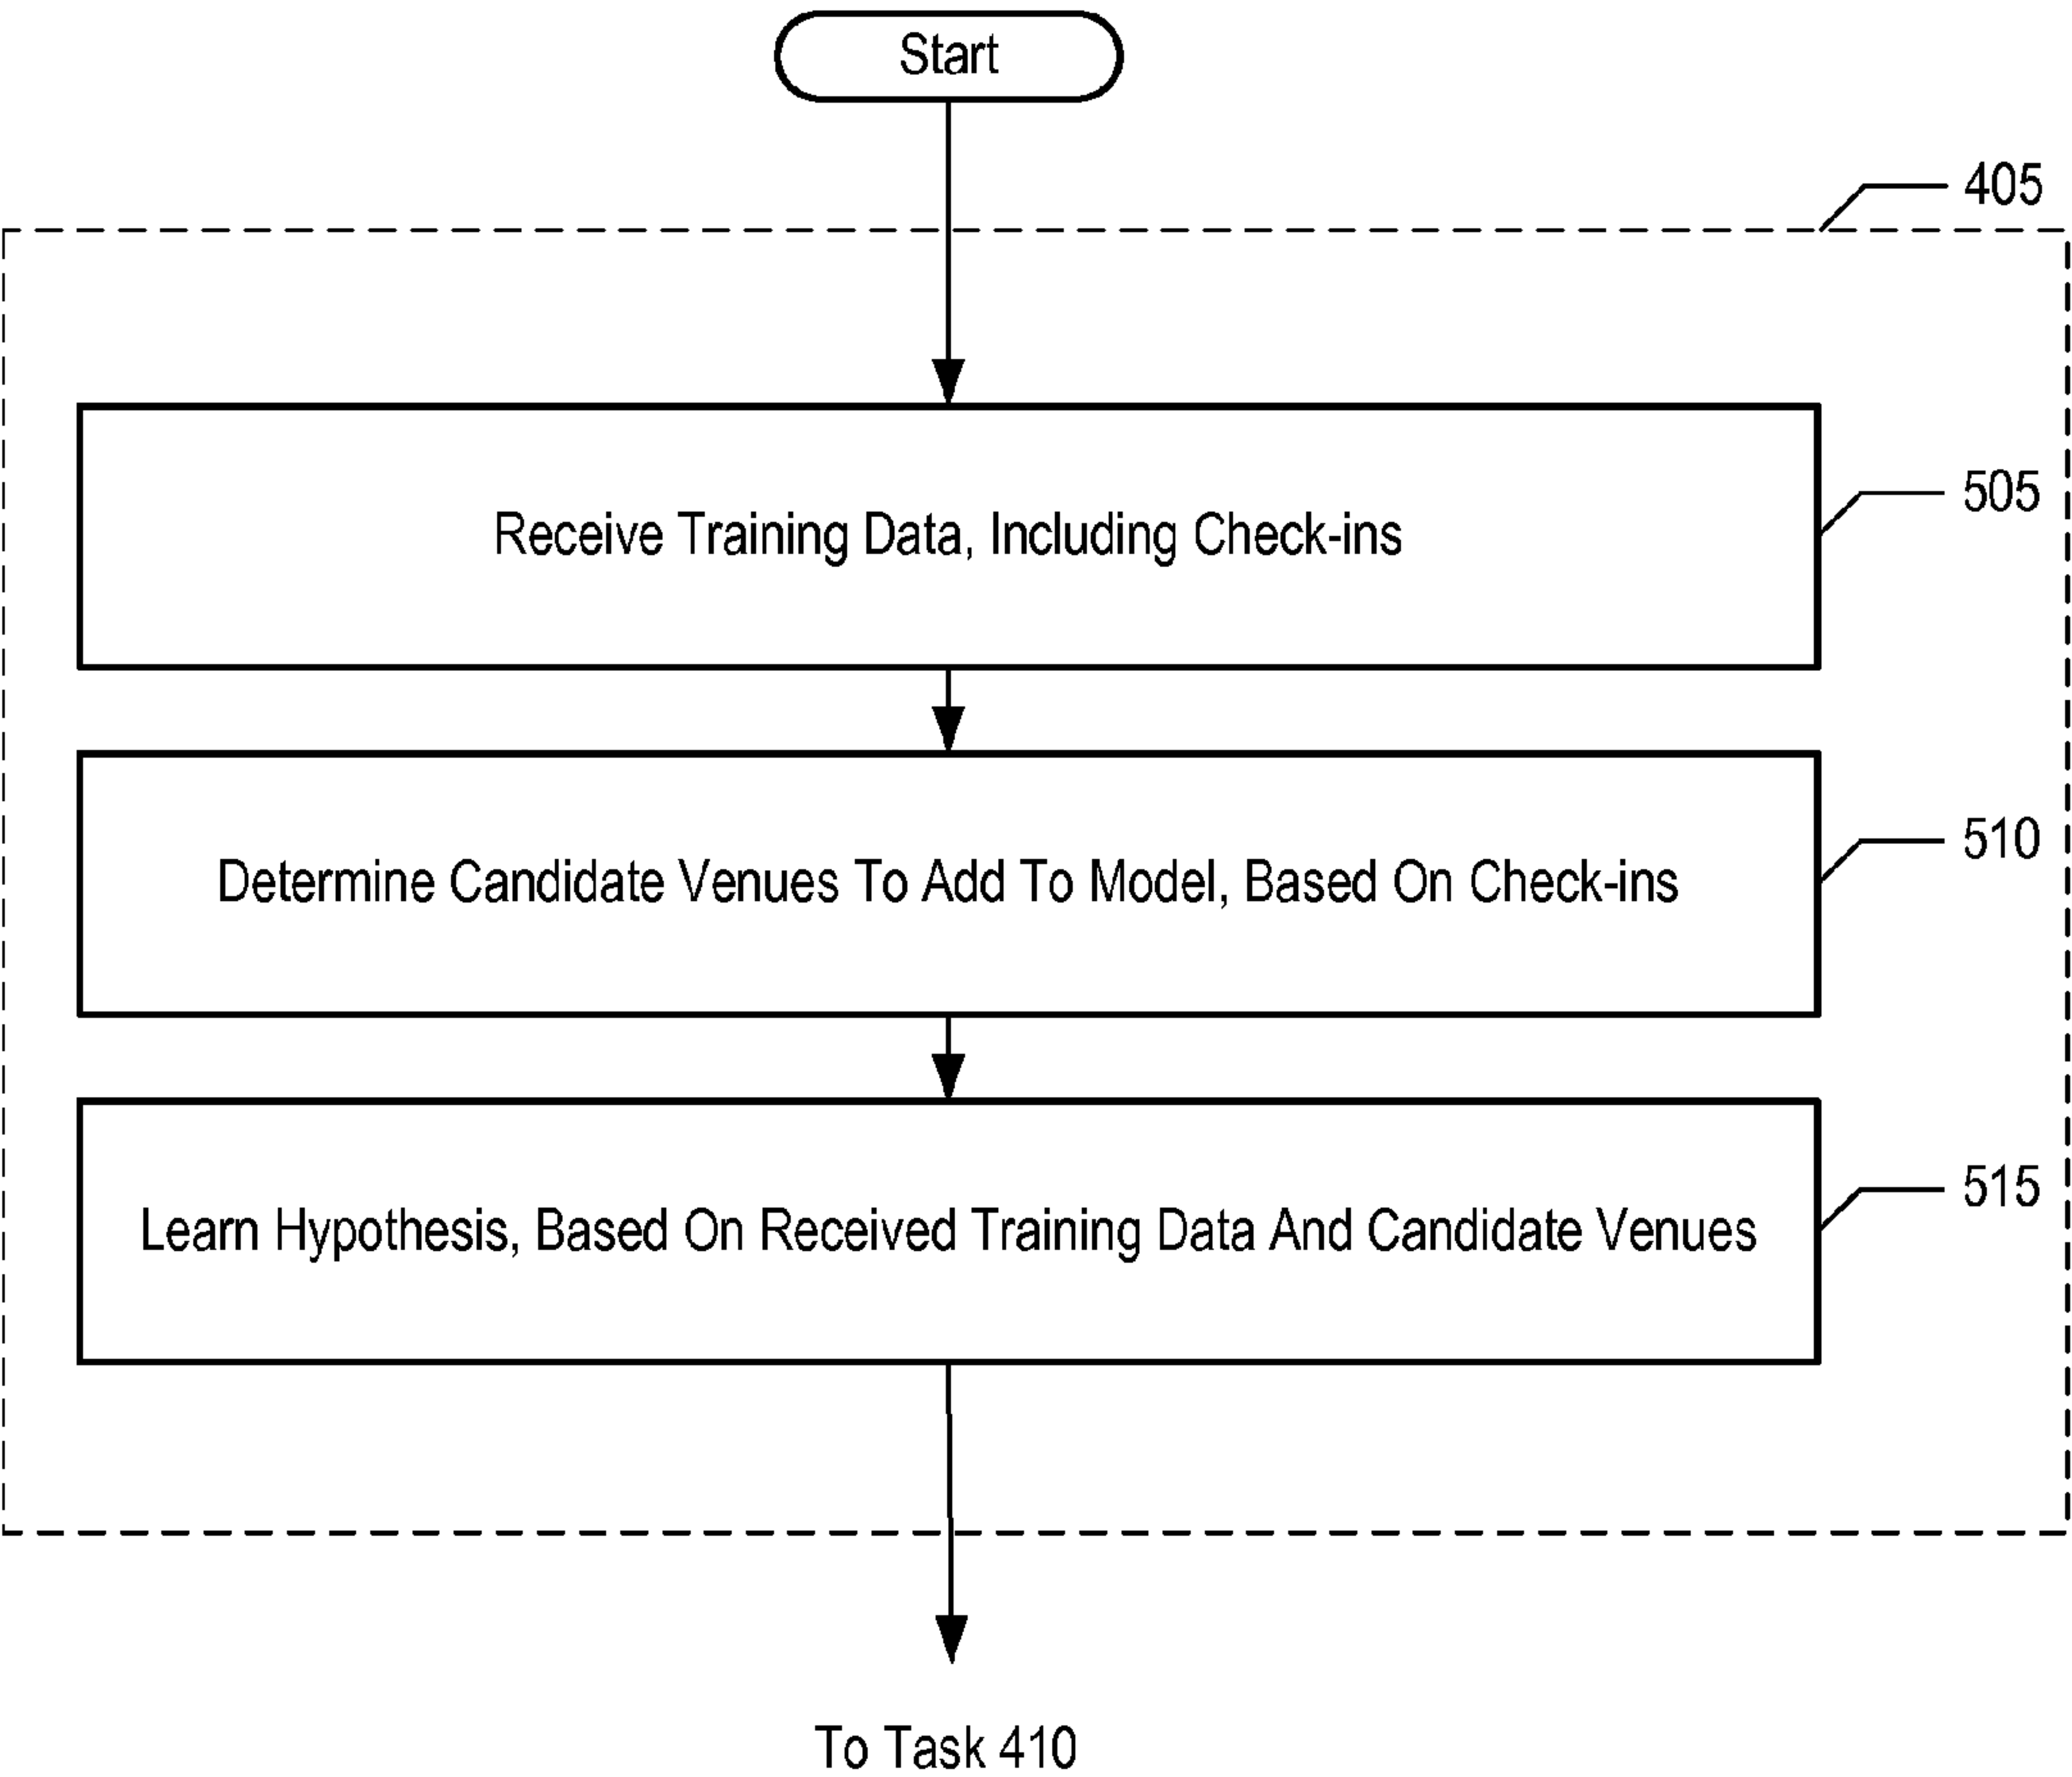 Start
405
Receive Training Data, Including Check-ins
505
Determine Candidate Venues To Add To Model, Based On Check-ins
510
Learn Hypothesis, Based On Received Training Data And Candidate Venues
515
To Task 410